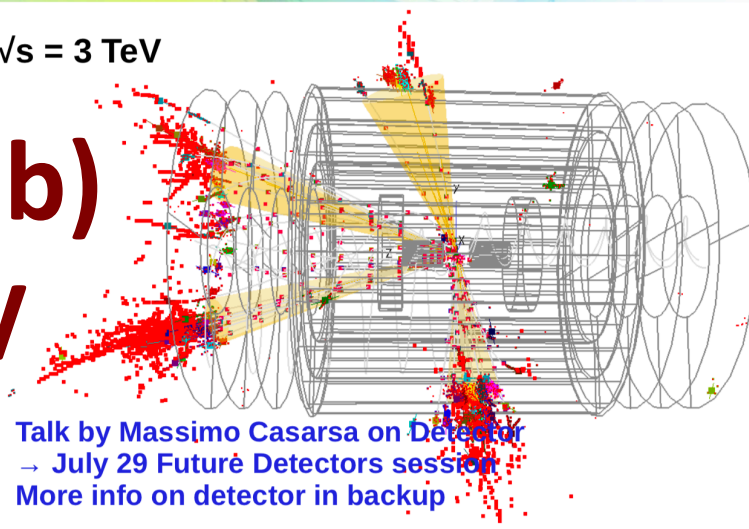 √s = 3 TeV
b)
y
X
Z
Talk by Massimo Casarsa on Detector
→ July 29 Future Detectors session
More info on detector in backup